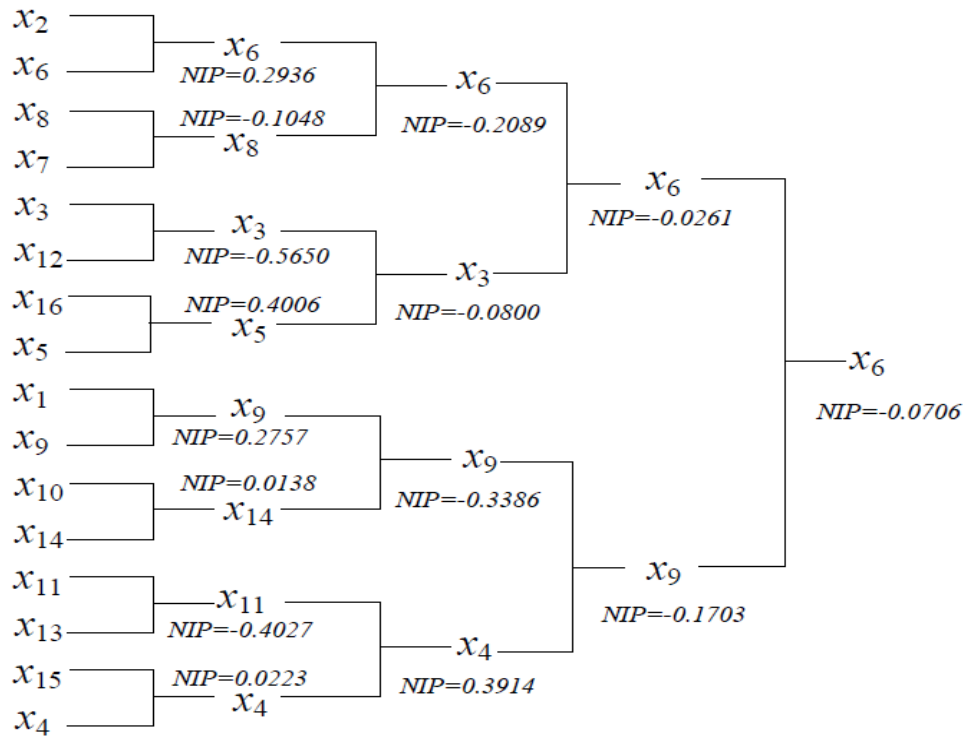 x2
x6
x8
x7
x3
x12
x16
x5
x1
x9
x10
x14
x11
x13
x15
x4
x6
NIP=0.2936
NIP=-0.1048
x8
x3
NIP=-0.5650
NIP=0.4006
x5
x9
NIP=0.2757
NIP=0.0138
x14
x11
NIP=-0.4027
NIP=0.0223
x4
x6
NIP=-0.2089
x3
NIP=-0.0800
x9
NIP=-0.3386
x4
NIP=0.3914
x6
NIP=-0.0261
x9
NIP=-0.1703
x6
NIP=-0.0706